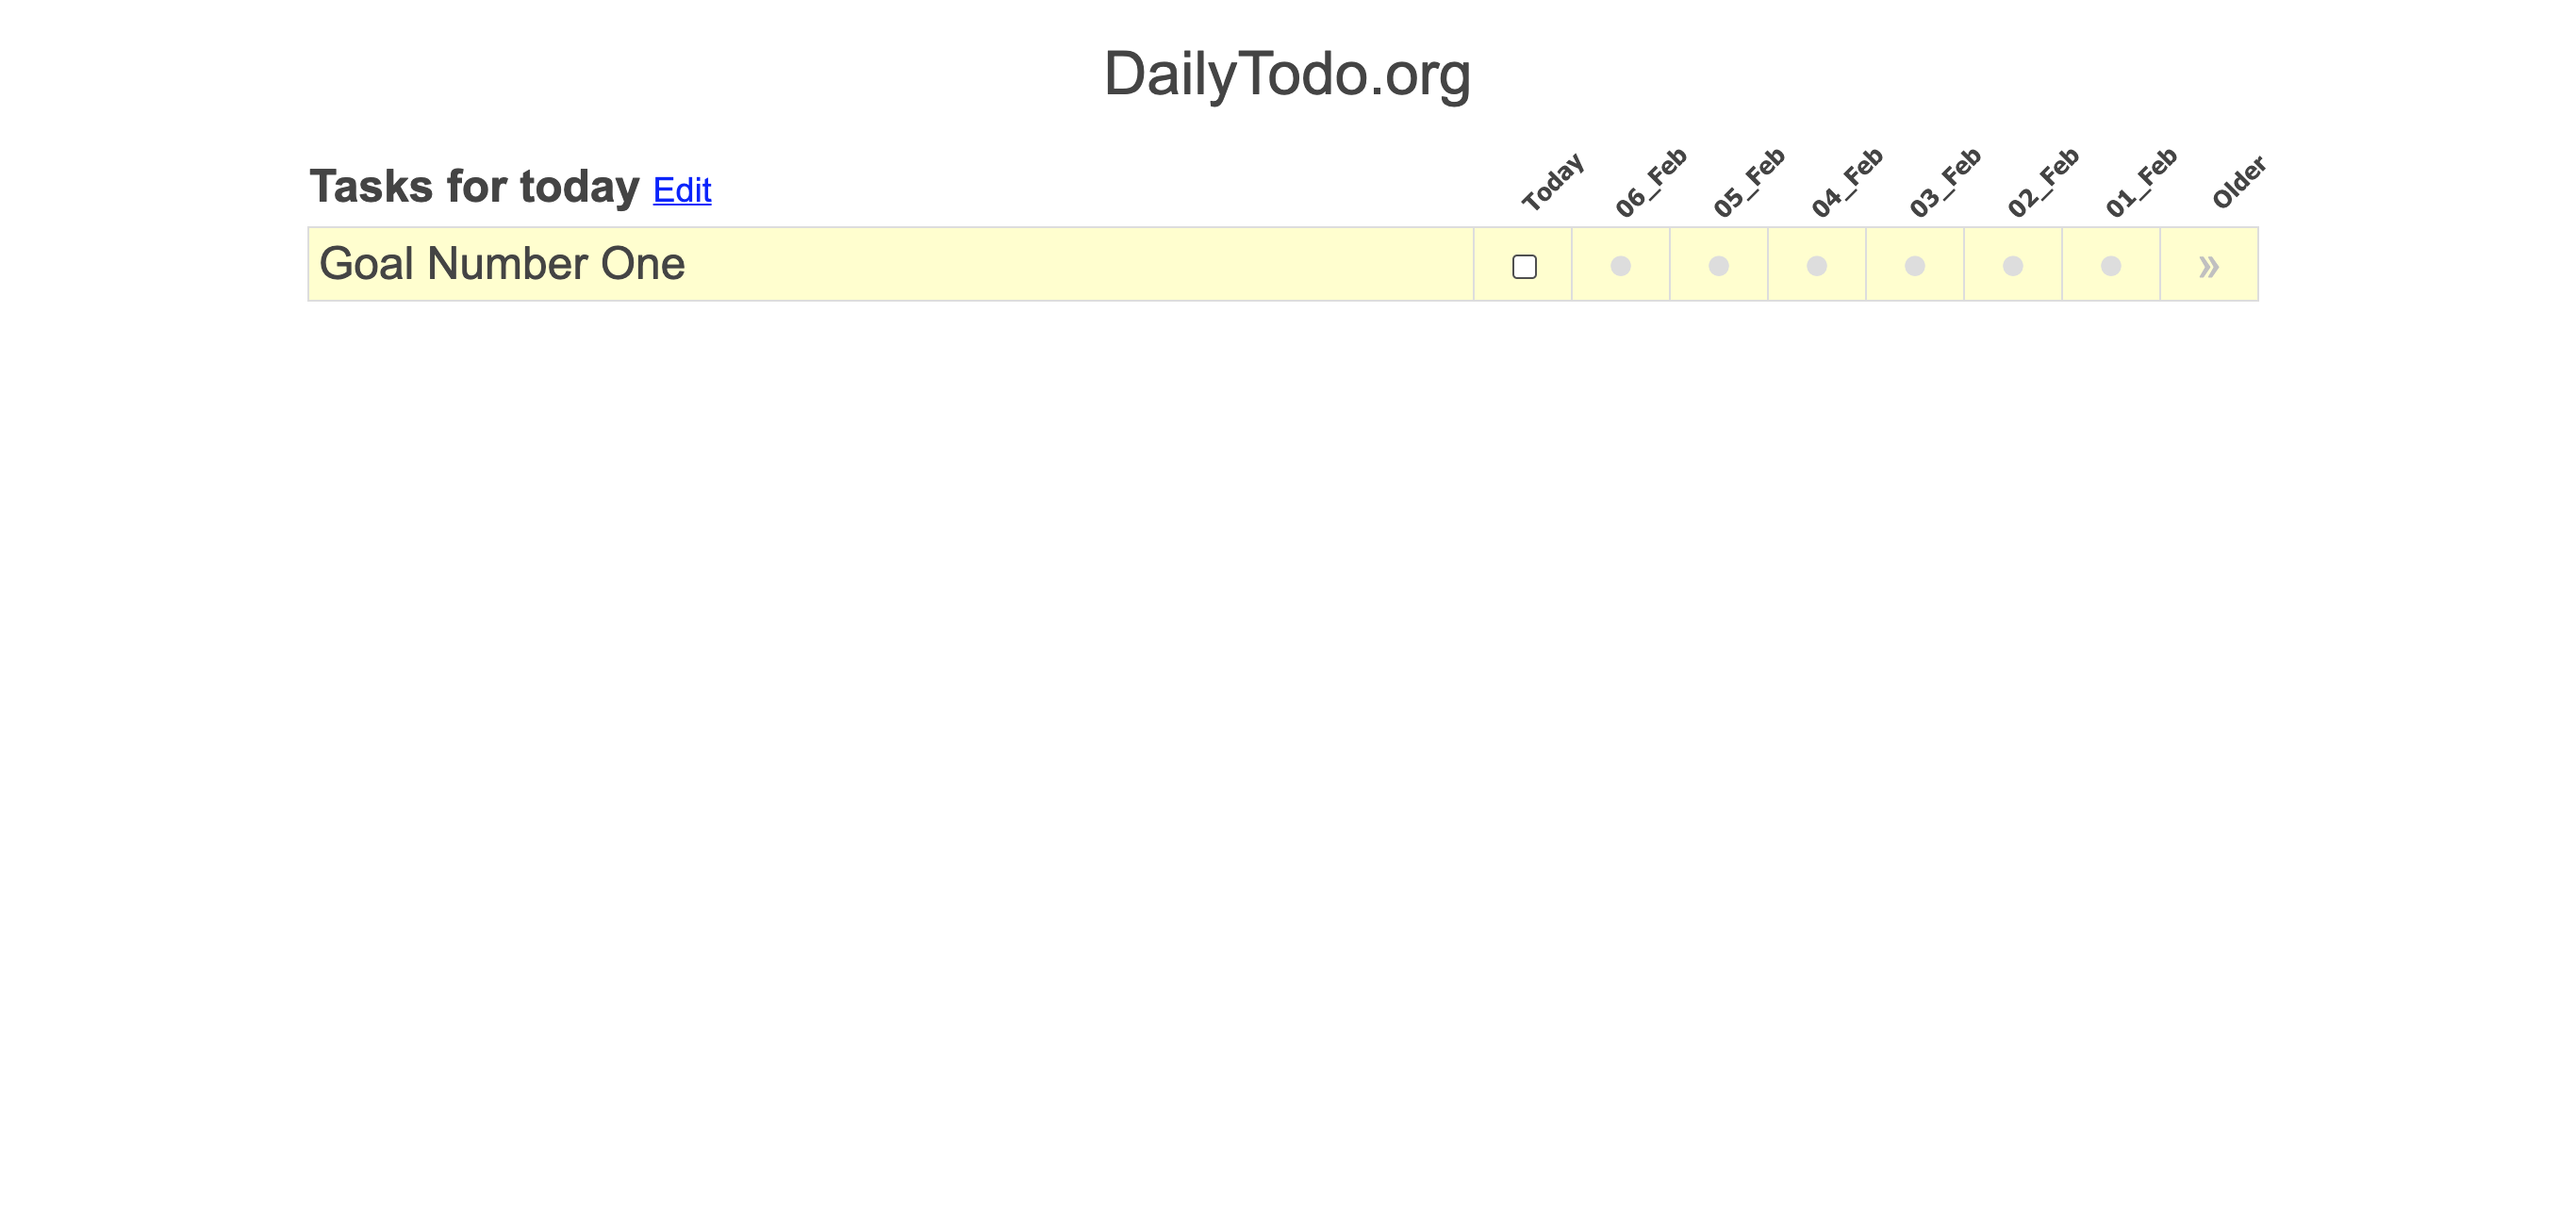 DailyTodo.org
Tasks for today Edit
Today 06_Feb 05_Feb 04_Feb 03_Feb 02_Feb 01_Feb Older
Goal Number One »